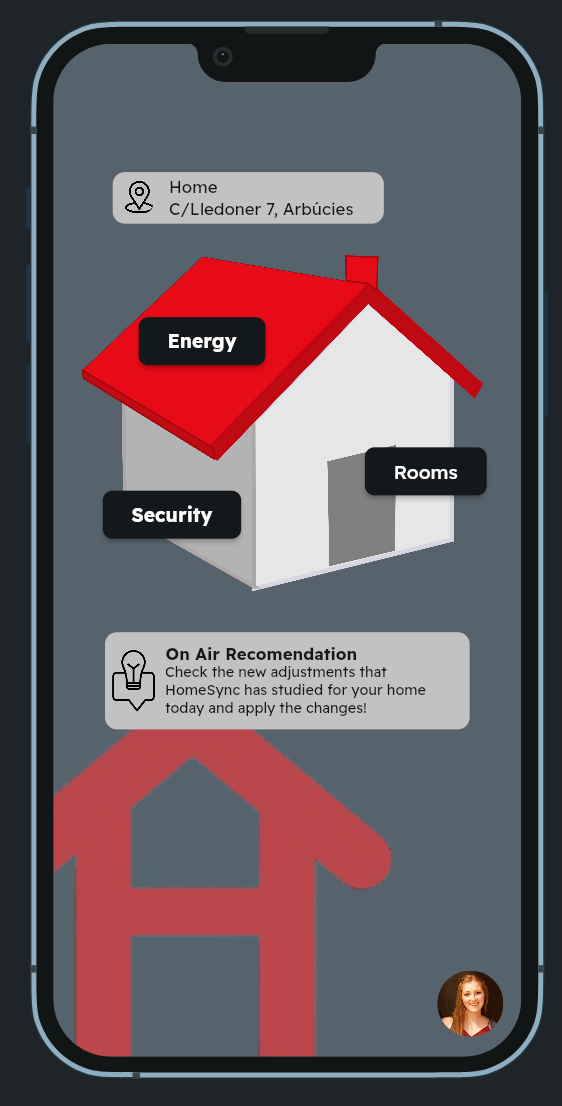 Home
C/Lledoner 7, Arbúcies
Energy
Rooms
Security
On Air Recomendation
Check the new adjustments that
HomeSync has studied for your home
today and apply the changes!